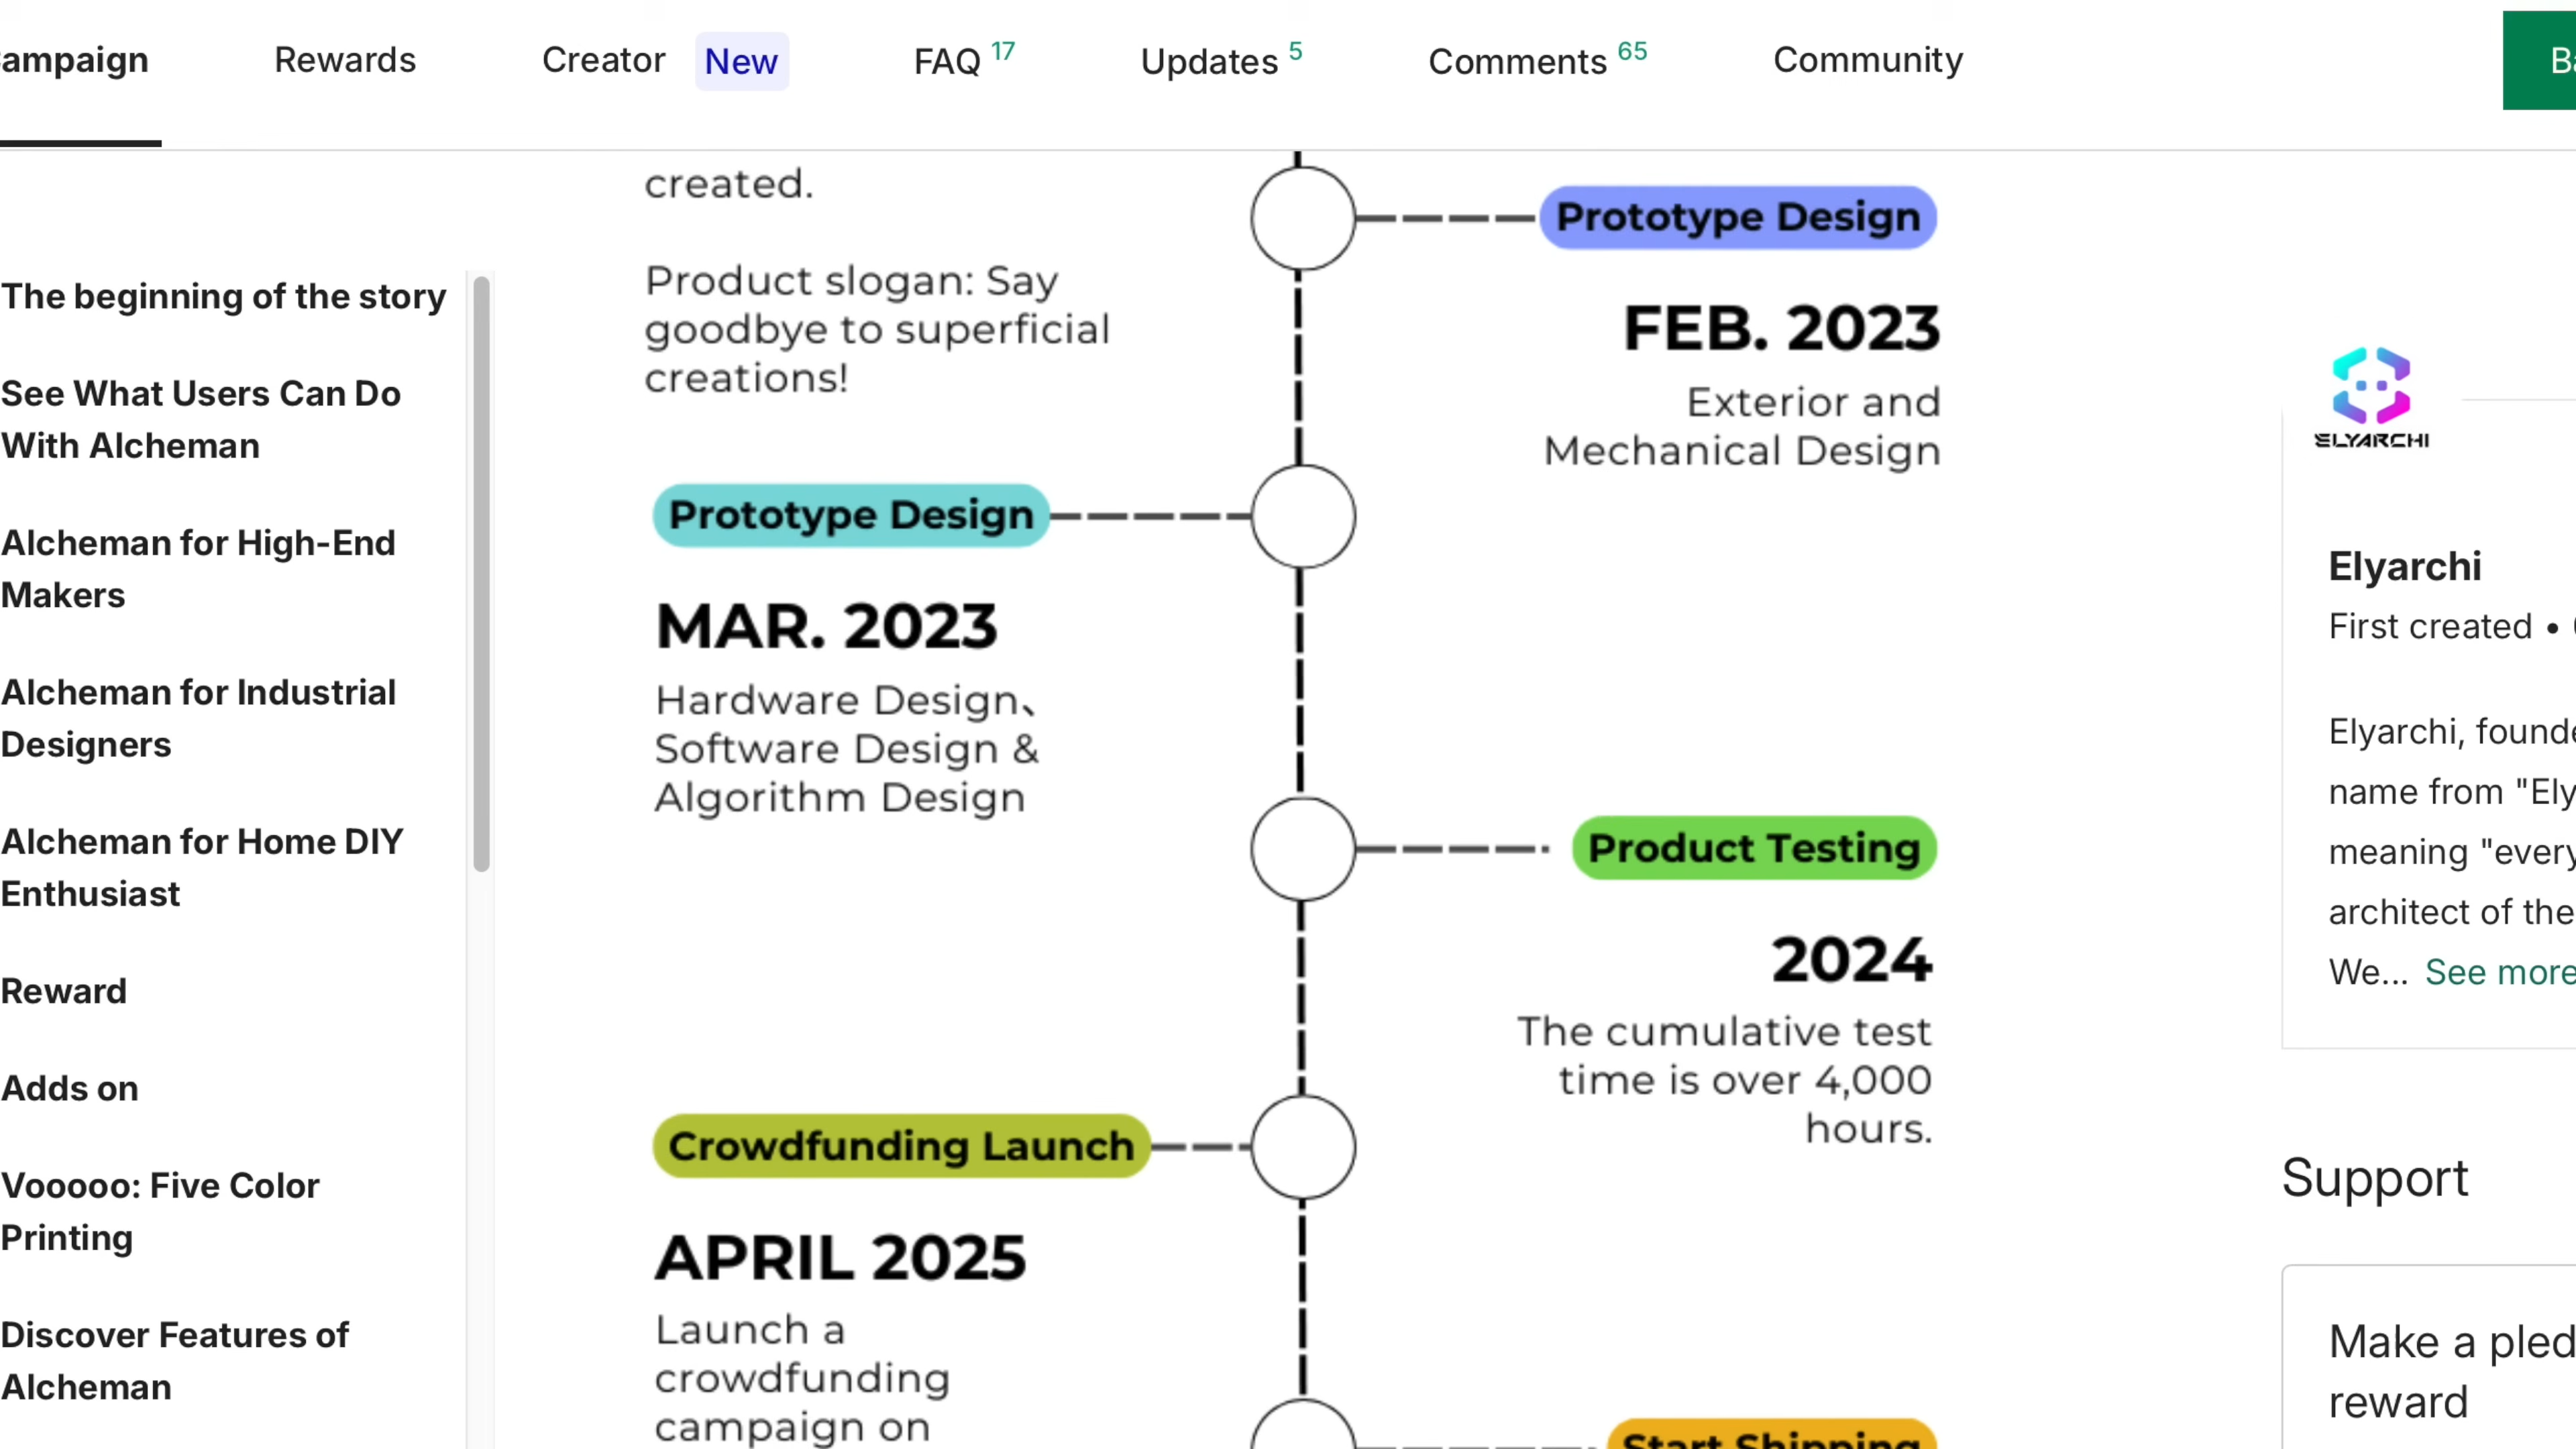 ampaign Rewards Creator New FAQ 17 Updates 5 Comments 65 Community
The beginning of the story
See What Users Can Do
With Alcheman
Alcheman for High-End
Makers
Alcheman for Industrial
Designers
Alcheman for Home DIY
Enthusiast
Reward
Adds on
Vooooo: Five Color
Printing
Discover Features of
Alcheman
created.
Product slogan: Say
goodbye to superficial
creations!
Prototype Design
FEB. 2023
Exterior and
Mechanical Design
Prototype Design
MAR. 2023
Hardware Design、
Software Design &
Algorithm Design
Product Testing
2024
The cumulative test
time is over 4,000
hours.
Crowdfunding Launch
APRIL 2025
Launch a
crowdfunding
campaign on
Start Shipping
ELYARCHI
Elyarchi
First created •
Elyarchi, founde
name from "Ely
meaning "every
architect of the
We... See more
Support
Make a pled
reward